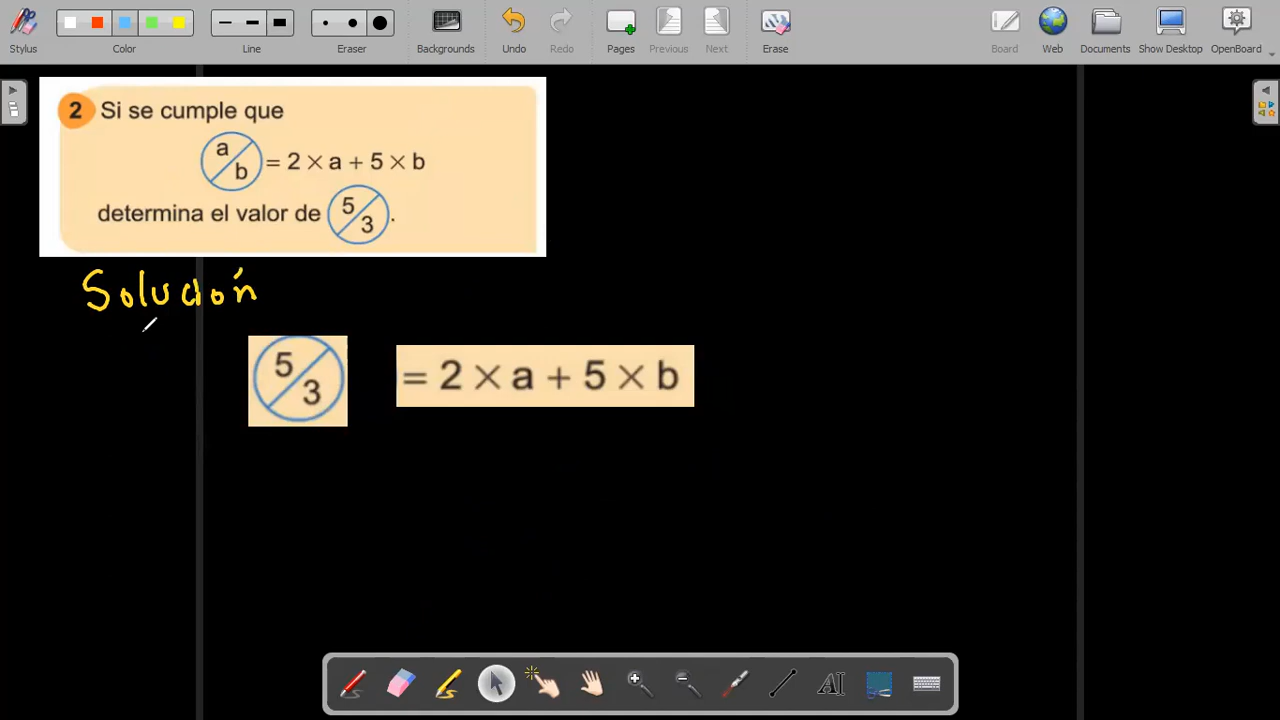 Stylus Color Line Eraser Backgrounds Undo Redo Pages Previous Next Erase Board Web Documents Show Desktop OpenBoard
2 Si se cumple que
a/b = 2 × a + 5 × b
determina el valor de 5/3.
Solución
5/3 = 2 × a + 5 × b
AI